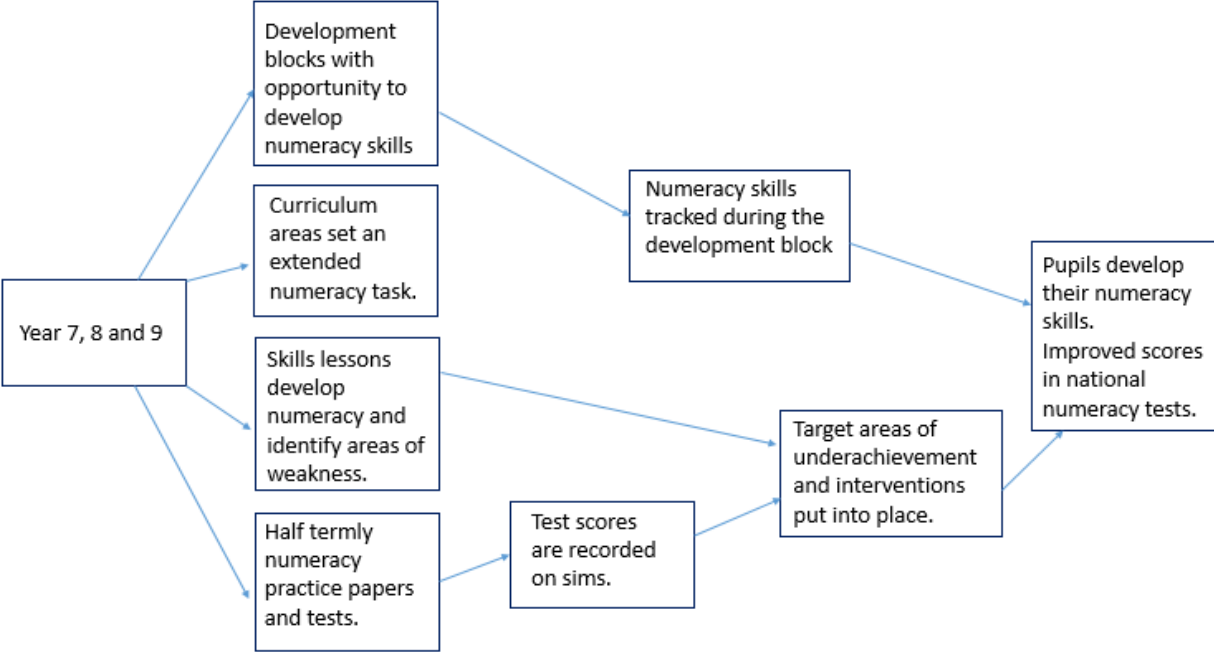 Development
blocks with
opportunity to
develop
numeracy skills
Curriculum
areas set an
extended
numeracy task.
Year 7, 8 and 9
Skills lessons
develop
numeracy and
identify areas of
weakness.
Half termly
numeracy
practice papers
and tests.
Numeracy skills
tracked during the
development block
Test scores
are recorded
on sims.
Target areas of
underachievement
and interventions
put into place.
Pupils develop
their numeracy
skills.
Improved scores
in national
numeracy tests.